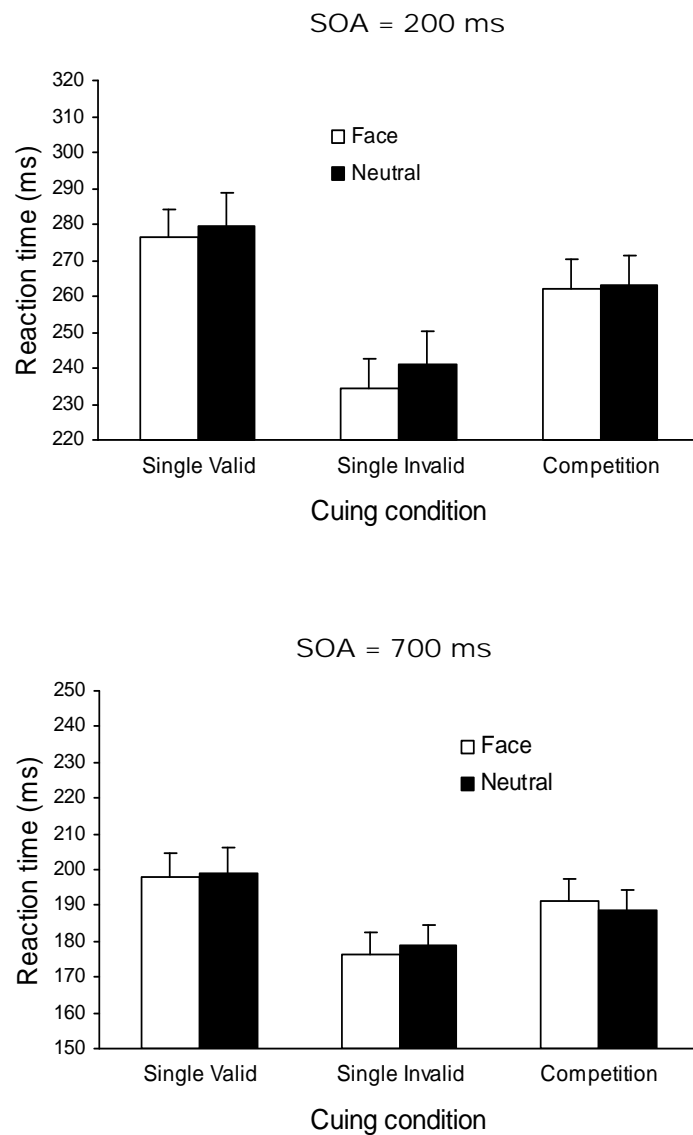 SOA = 200 ms
320
310
300
290
280
270
260
250
240
230
220
Reaction time (ms)
Face
Neutral
Single Valid Single Invalid Competition
Cuing condition
SOA = 700 ms
250
240
230
220
210
200
190
180
170
160
150
Reaction time (ms)
Face
Neutral
Single Valid Single Invalid Competition
Cuing condition